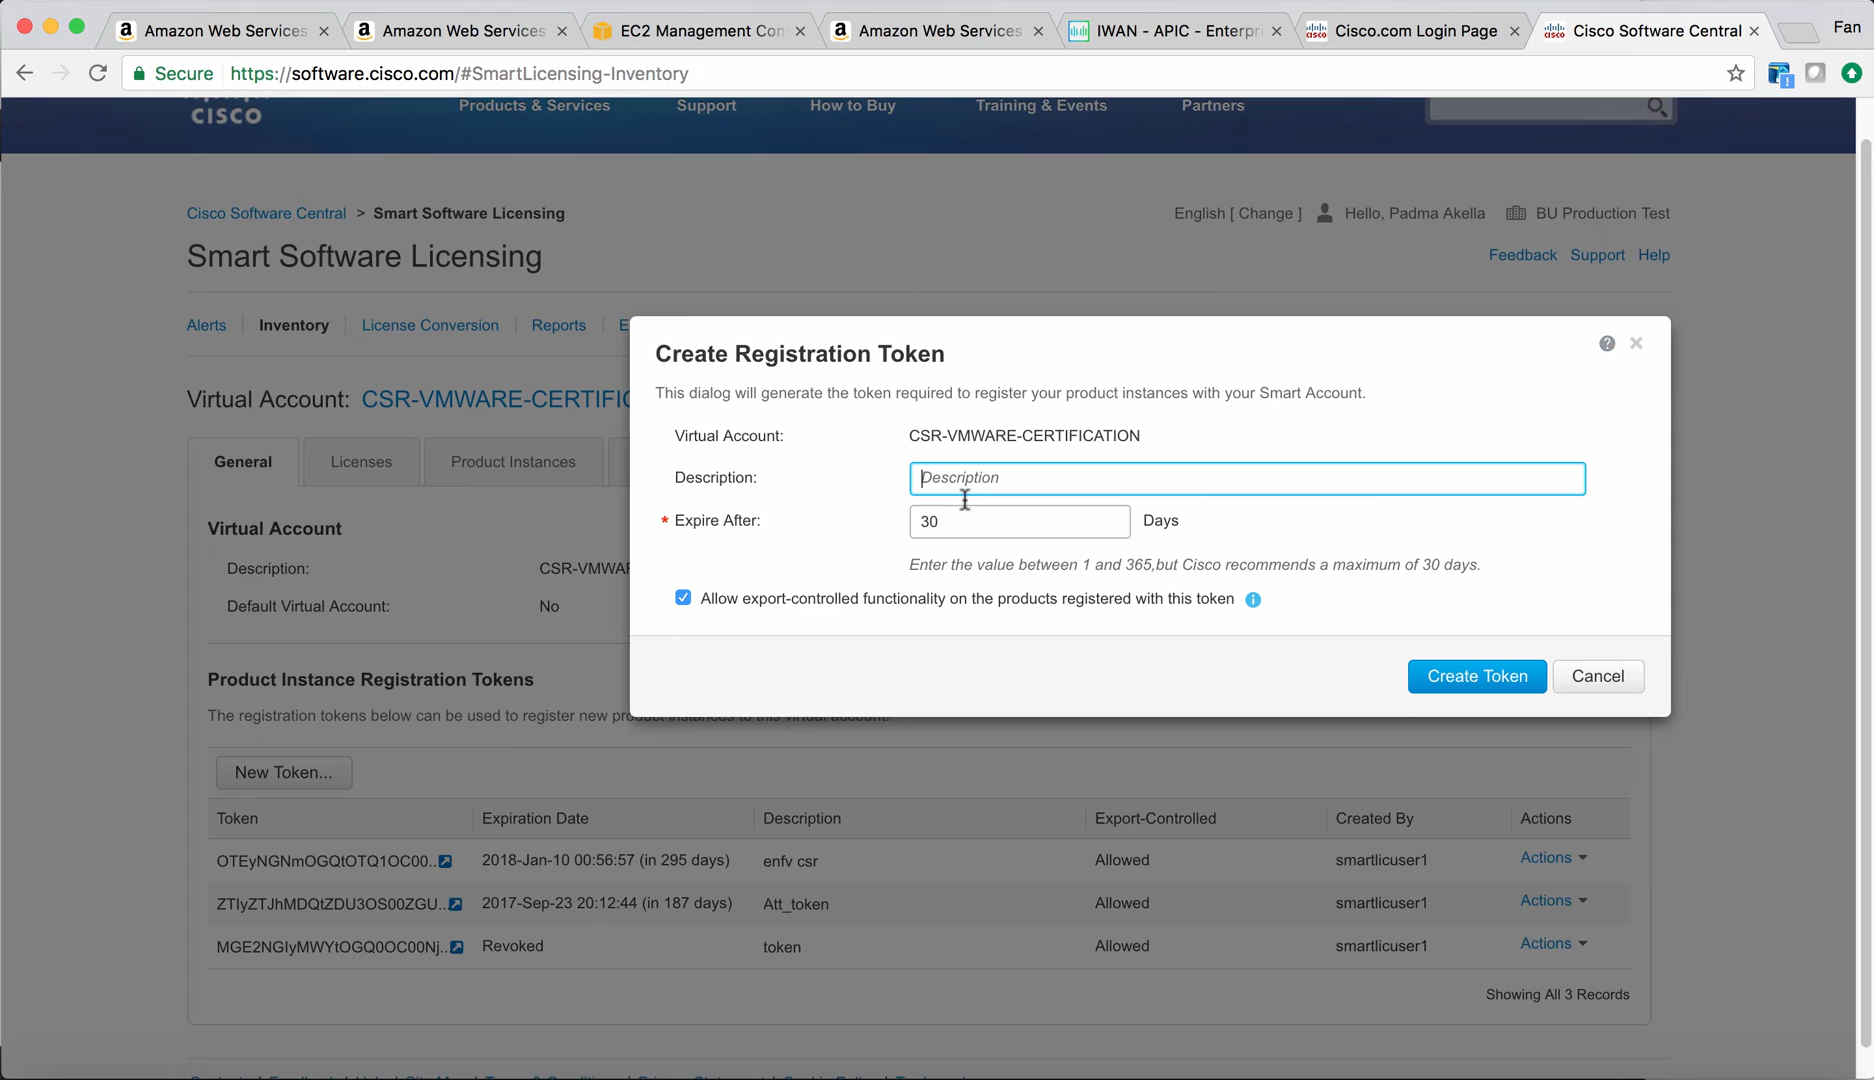 Amazon Web Services
Amazon Web Services
EC2 Management Con
Amazon Web Services
IWAN - APIC - Enterpri
Cisco.com Login Page
Cisco Software Central
Fan
Secure https://software.cisco.com/#SmartLicensing-Inventory
CISCO
Products & Services
Support
How to Buy
Training & Events
Partners
Cisco Software Central > Smart Software Licensing
English [ Change ] Hello, Padma Akella BU Production Test
Smart Software Licensing
Feedback Support Help
Alerts Inventory License Conversion Reports E
Create Registration Token
This dialog will generate the token required to register your product instances with your Smart Account.
Virtual Account: CSR-VMWARE-CERTIFIC
Virtual Account: CSR-VMWARE-CERTIFICATION
Description: Description
* Expire After: 30 Days
Enter the value between 1 and 365,but Cisco recommends a maximum of 30 days.
Allow export-controlled functionality on the products registered with this token
Create Token Cancel
General Licenses Product Instances
Virtual Account
Description: CSR-VMWAR
Default Virtual Account: No
Product Instance Registration Tokens
The registration tokens below can be used to register new product instances to this virtual account.
New Token...
Token Expiration Date Description Export-Controlled Created By Actions
OTEyNGNmOGQtOTQ1OC00.. 2018-Jan-10 00:56:57 (in 295 days) enfv csr Allowed smartlicuser1 Actions
ZTIyZTJhMDQtZDU3OS00ZGU.. 2017-Sep-23 20:12:44 (in 187 days) Att_token Allowed smartlicuser1 Actions
MGE2NGIyMWYtOGQ0OC00Nj.. Revoked token Allowed smartlicuser1 Actions
Showing All 3 Records